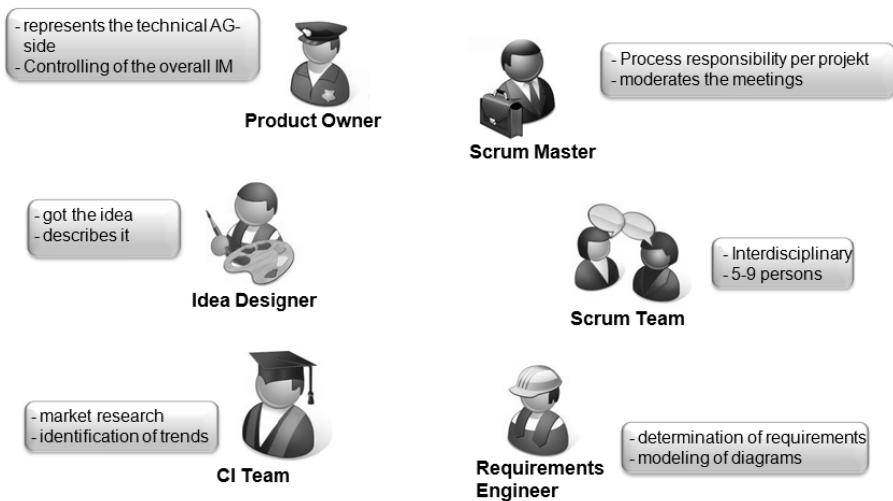 - represents the technical AG-
side
- Controlling of the overall IM
Product Owner
- Process responsibility per projekt
- moderates the meetings
Scrum Master
- got the idea
- describes it
Idea Designer
- Interdisciplinary
- 5-9 persons
Scrum Team
- market research
- identification of trends
CI Team
- determination of requirements
- modeling of diagrams
Requirements
Engineer